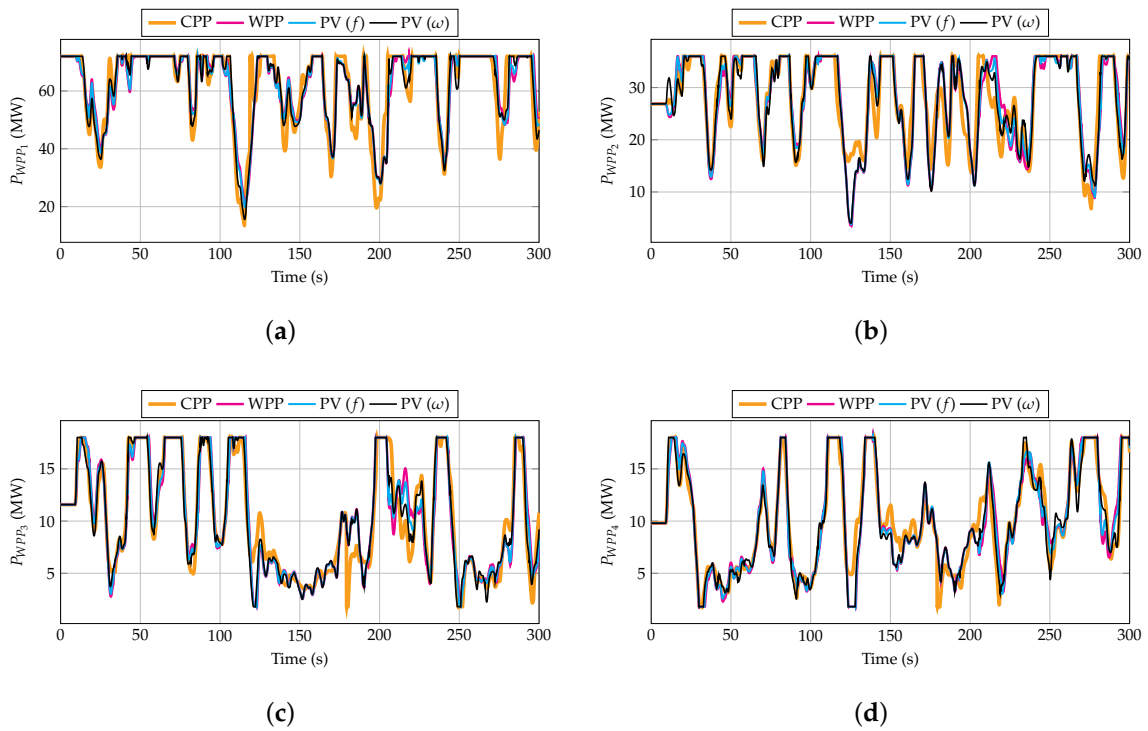 CPP WPP PV (f) PV (ω)
60
40
20
P_WPP₁ (MW)
0 50 100 150 200 250 300
Time (s)
(a)
CPP WPP PV (f) PV (ω)
30
20
10
P_WPP₂ (MW)
0 50 100 150 200 250 300
Time (s)
(b)
CPP WPP PV (f) PV (ω)
15
10
5
P_WPP₃ (MW)
0 50 100 150 200 250 300
Time (s)
(c)
CPP WPP PV (f) PV (ω)
15
10
5
P_WPP₄ (MW)
0 50 100 150 200 250 300
Time (s)
(d)